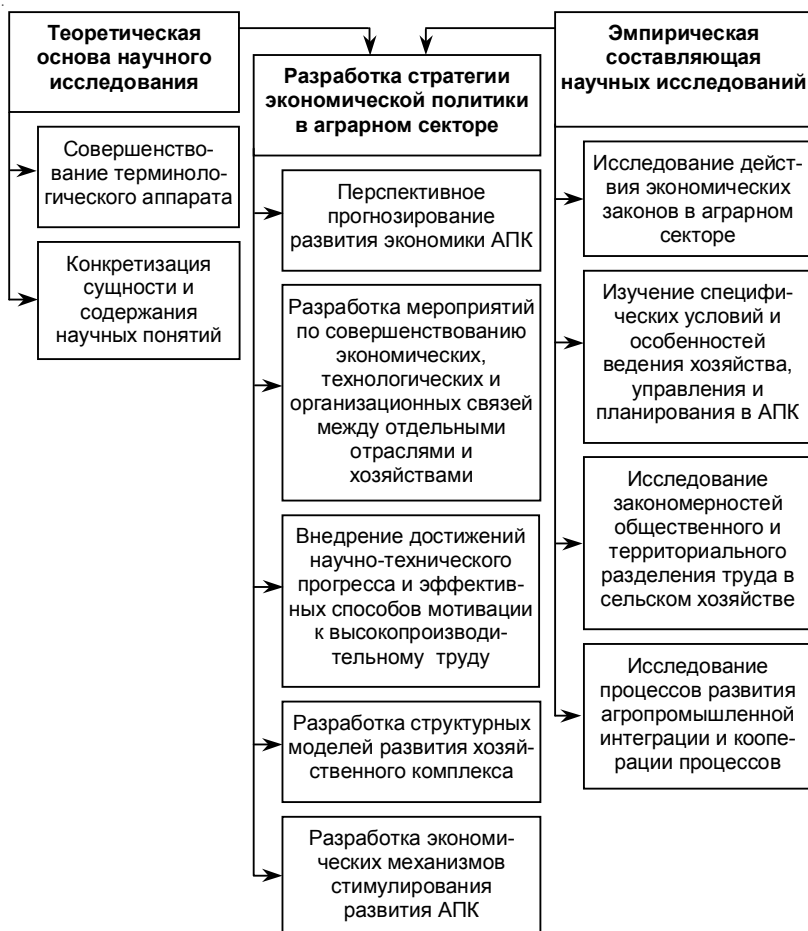 Теоретическая
основа научного
исследования
Совершенство-
вание терминоло-
гического аппарата
Конкретизация
сущности и
содержания
научных понятий
Разработка стратегии
экономической политики
в аграрном секторе
Перспективное
прогнозирование
развития экономики АПК
Разработка мероприятий
по совершенствованию
экономических,
технологических и
организационных связей
между отдельными
отраслями и
хозяйствами
Внедрение достижений
научно-технического
прогресса и эффектив-
ных способов мотивации
к высокопроизводи-
тельному труду
Разработка структурных
моделей развития хозяй-
ственного комплекса
Разработка экономи-
ческих механизмов
стимулирования
развития АПК
Эмпирическая
составляющая
научных исследований
Исследование дейст-
вия экономических
законов в аграрном
секторе
Изучение специфи-
ческих условий и
особенностей
ведения хозяйства,
управления и
планирования в АПК
Исследование
закономерностей
общественного и
территориального
разделения труда в
сельском хозяйстве
Исследование
процессов развития
агропромышленной
интеграции и коопе-
рации процессов